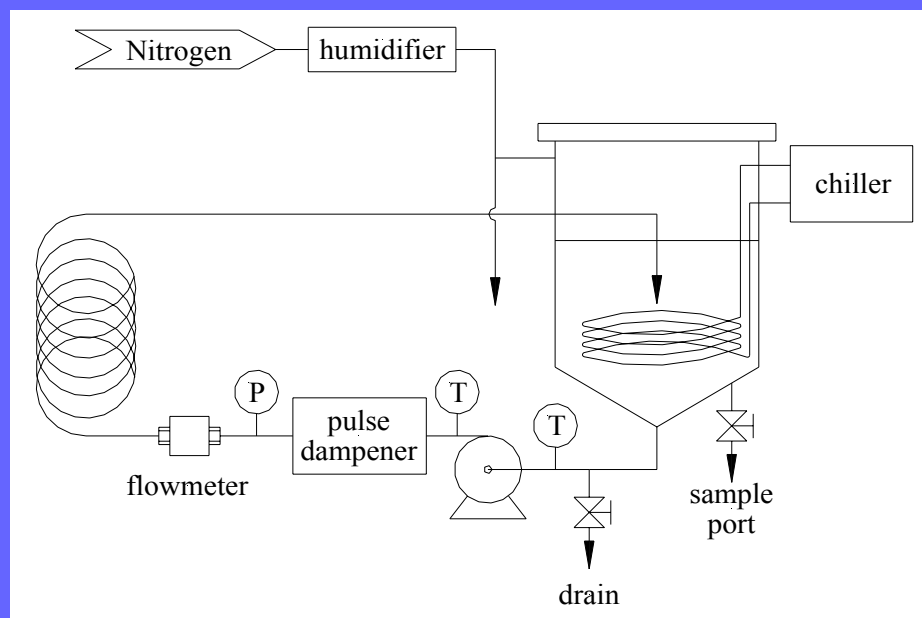 Nitrogen
humidifier
chiller
P
T
T
pulse
dampener
flowmeter
sample
port
drain